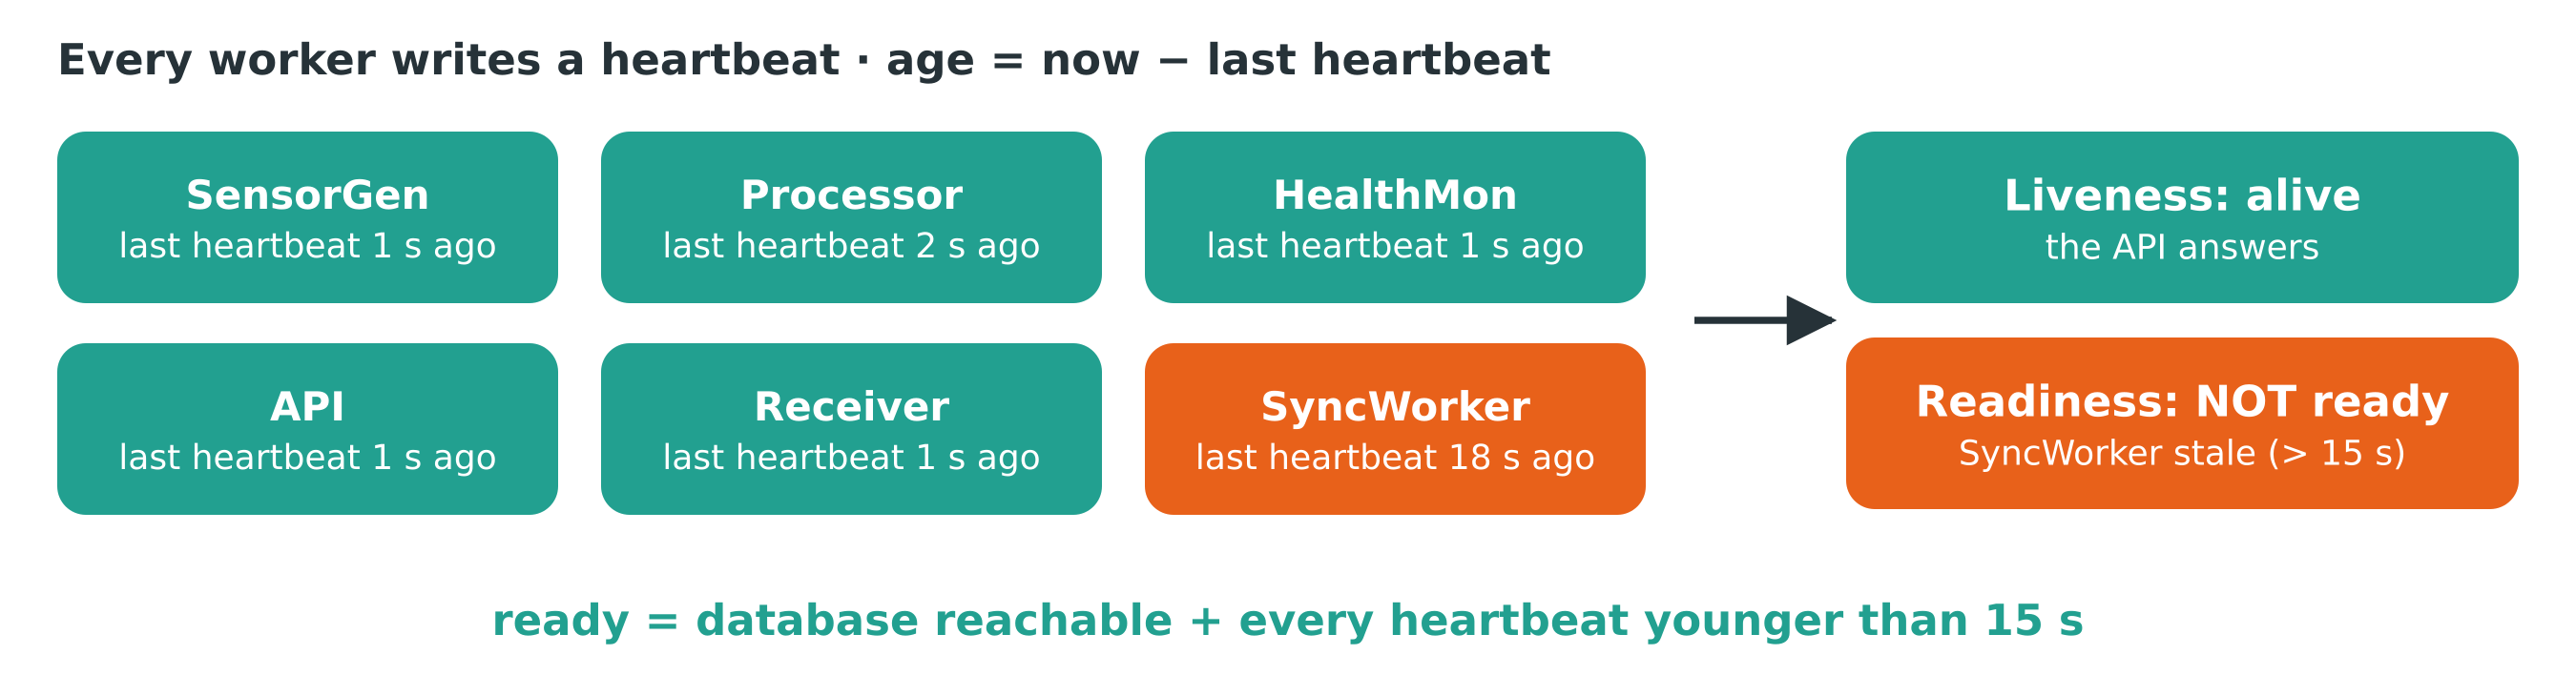 Every worker writes a heartbeat · age = now − last heartbeat
SensorGen
last heartbeat 1 s ago
Processor
last heartbeat 2 s ago
HealthMon
last heartbeat 1 s ago
Liveness: alive
the API answers
API
last heartbeat 1 s ago
Receiver
last heartbeat 1 s ago
SyncWorker
last heartbeat 18 s ago
Readiness: NOT ready
SyncWorker stale (> 15 s)
ready = database reachable + every heartbeat younger than 15 s